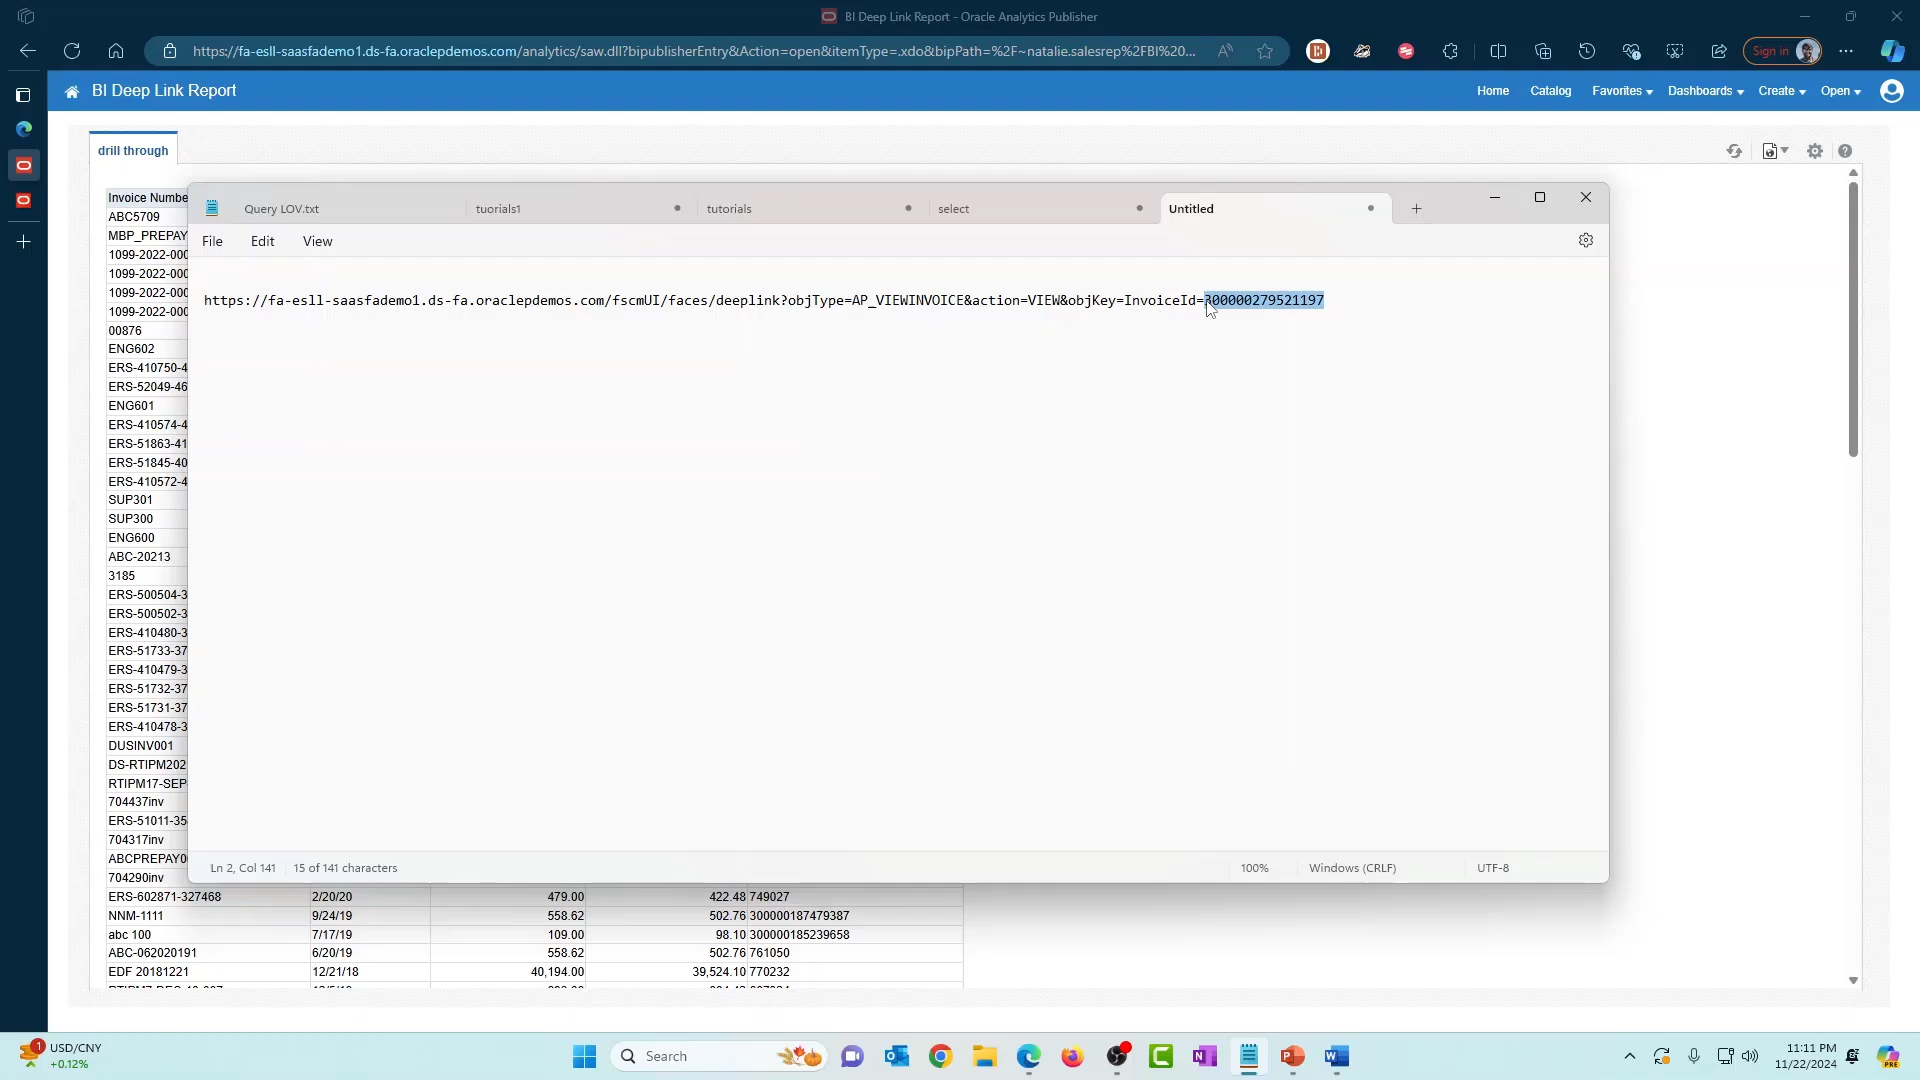 BI Deep Link Report - Oracle Analytics Publisher
https://fa-esll-saasfademo1.ds-fa.oraclepdemos.com/analytics/saw.dll?bipublisherEntry&Action=open&itemType=.xdo&bipPath=%2F~natalie.salesrep%2FBI%20...
Sign in
BI Deep Link Report
Home Catalog Favorites Dashboards Create Open
drill through
Invoice Numbe
Query LOV.txt tuorials1 tutorials select Untitled
File Edit View
https://fa-esll-saasfademo1.ds-fa.oraclepdemos.com/fscmUI/faces/deeplink?objType=AP_VIEWINVOICE&action=VIEW&objKey=InvoiceId=300000279521197
ABC5709
MBP_PREPAY
1099-2022-000
1099-2022-000
1099-2022-000
1099-2022-000
00876
ENG602
ERS-410750-4
ERS-52049-46
ENG601
ERS-410574-4
ERS-51863-41
ERS-51845-40
ERS-410572-4
SUP301
SUP300
ENG600
ABC-20213
3185
ERS-500504-3
ERS-500502-3
ERS-410480-3
ERS-51733-37
ERS-410479-3
ERS-51732-37
ERS-51731-37
ERS-410478-3
DUSINV001
DS-RTIPM202
RTIPM17-SEP
704437inv
ERS-51011-35
704317inv
ABCPREPAY0
704290inv
Ln 2, Col 141 15 of 141 characters 100% Windows (CRLF) UTF-8
ERS-602871-327468 2/20/20 479.00 422.48 749027
NNM-1111 9/24/19 558.62 502.76 300000187479387
abc 100 7/17/19 109.00 98.10 300000185239658
ABC-062020191 6/20/19 558.62 502.76 761050
EDF 20181221 12/21/18 40,194.00 39,524.10 770232
1 USD/CNY
+0.12%
Search
11:11 PM
11/22/2024
PRE